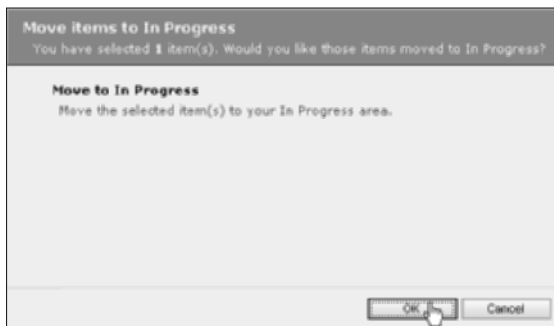 Move items to In Progress
You have selected 1 item(s). Would you like those items moved to In Progress?
Move to In Progress
Move the selected item(s) to your In Progress area.
OK Cancel